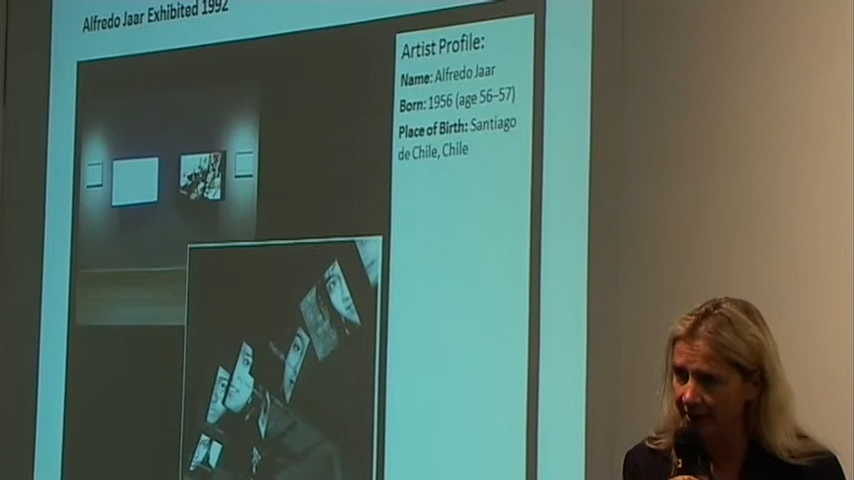 Alfredo Jaar Exhibited 1992
Artist Profile:
Name: Alfredo Jaar
Born: 1956 (age 56–57)
Place of Birth: Santiago
de Chile, Chile